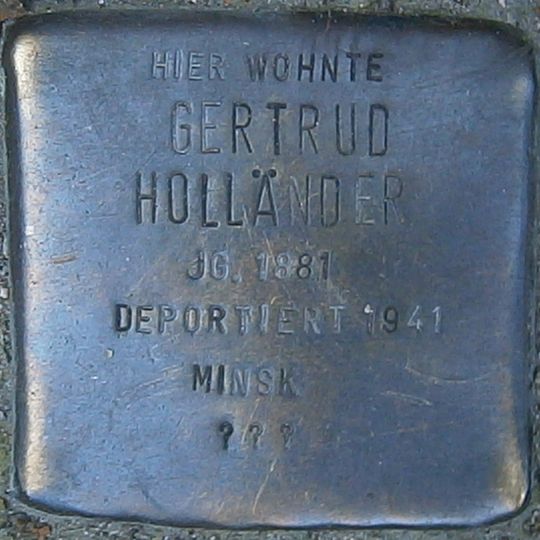 HIER WOHNTE
GERTRUD
HOLLÄNDER
JG. 1881
DEPORTIERT 1941
MINSK
? ? ?